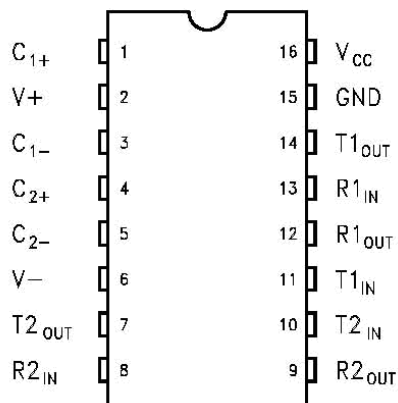 C1+ 1 16 VCC
V+ 2 15 GND
C1− 3 14 T1OUT
C2+ 4 13 R1IN
C2− 5 12 R1OUT
V− 6 11 T1IN
T2OUT 7 10 T2IN
R2IN 8 9 R2OUT